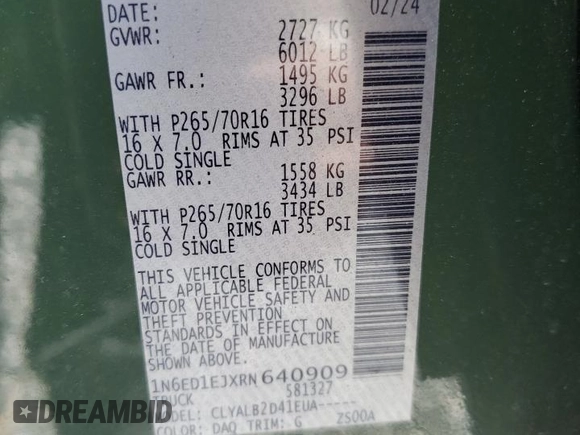 DATE: 02/24
GVWR: 2727 KG
6012 LB
GAWR FR.: 1495 KG
3296 LB
WITH P265/70R16 TIRES
16 X 7.0 RIMS AT 35 PSI
COLD SINGLE
GAWR RR.: 1558 KG
3434 LB
WITH P265/70R16 TIRES
16 X 7.0 RIMS AT 35 PSI
COLD SINGLE
THIS VEHICLE CONFORMS TO
ALL APPLICABLE FEDERAL
MOTOR VEHICLE SAFETY AND
THEFT PREVENTION
STANDARDS IN EFFECT ON
THE DATE OF MANUFACTURE
SHOWN ABOVE.
1N6ED1EJXRN640909
TRUCK 581327
MODEL: CLYALB2D41EUA-----
COLOR: DAQ TRIM: G ZS00A
DIDIERMO